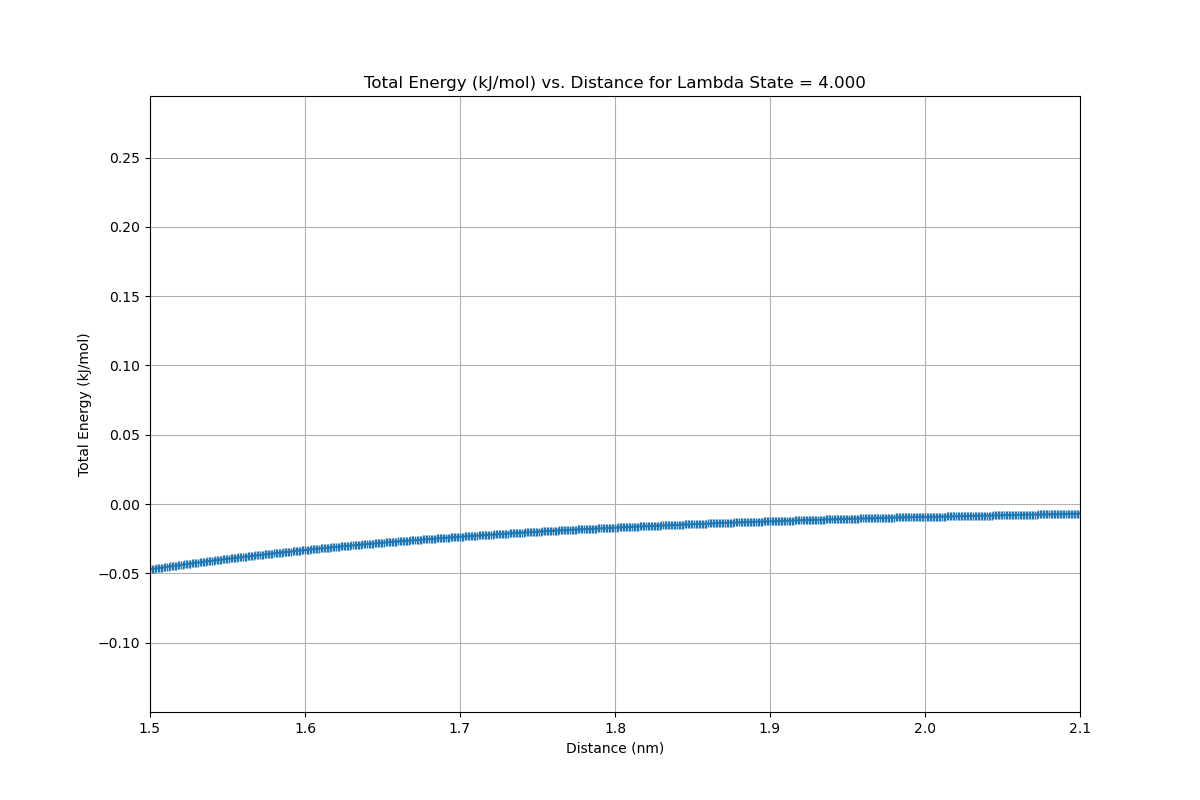 Total Energy (kJ/mol) vs. Distance for Lambda State = 4.000
Total Energy (kJ/mol)
0.25
0.20
0.15
0.10
0.05
0.00
−0.05
−0.10
1.5 1.6 1.7 1.8 1.9 2.0 2.1
Distance (nm)